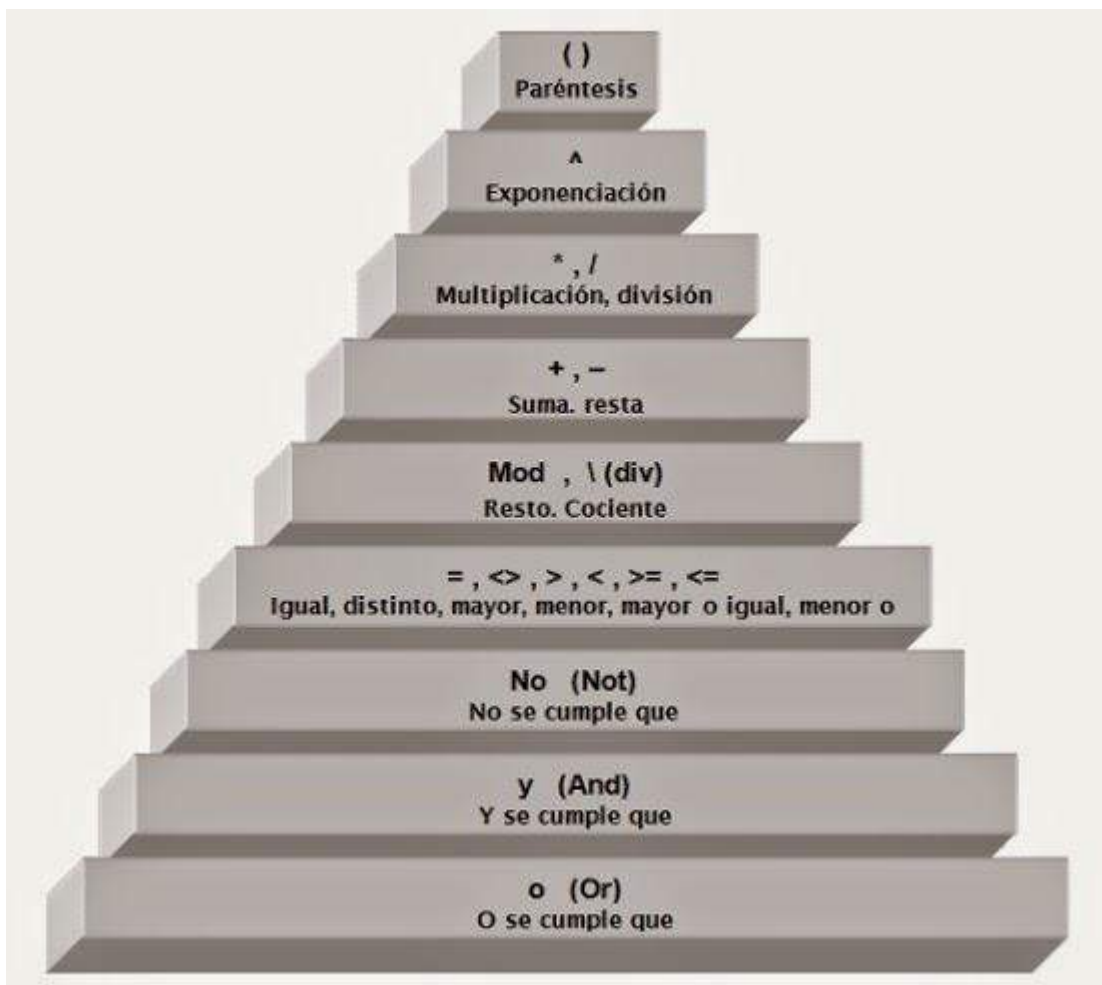 ( )
Paréntesis
^
Exponenciación
* , /
Multiplicación, división
+ , –
Suma. resta
Mod , \ (div)
Resto. Cociente
= , <> , > , < , >= , <=
Igual, distinto, mayor, menor, mayor o igual, menor o
No (Not)
No se cumple que
y (And)
Y se cumple que
o (Or)
O se cumple que